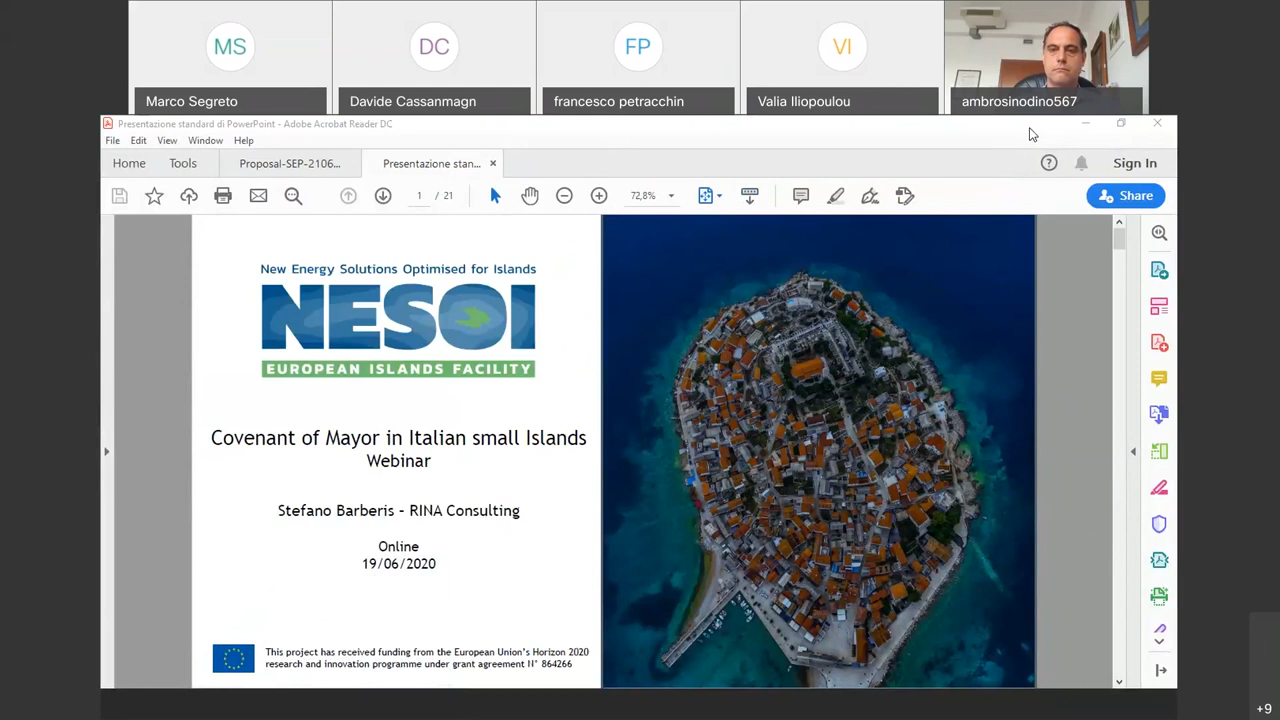 MS
DC
FP
VI
Marco Segreto
Davide Cassanmagn
francesco petracchin
Valia Iliopoulou
ambrosinodino567
Presentazione standard di PowerPoint - Adobe Acrobat Reader DC
File Edit View Window Help
Home Tools Proposal-SEP-2106... Presentazione stan... × ? Sign In
1 / 21 72,8% Share
New Energy Solutions Optimised for Islands
NESOI
EUROPEAN ISLANDS FACILITY
Covenant of Mayor in Italian small Islands
Webinar
Stefano Barberis – RINA Consulting
Online
19/06/2020
This project has received funding from the European Union's Horizon 2020
research and innovation programme under grant agreement N° 864266
+9